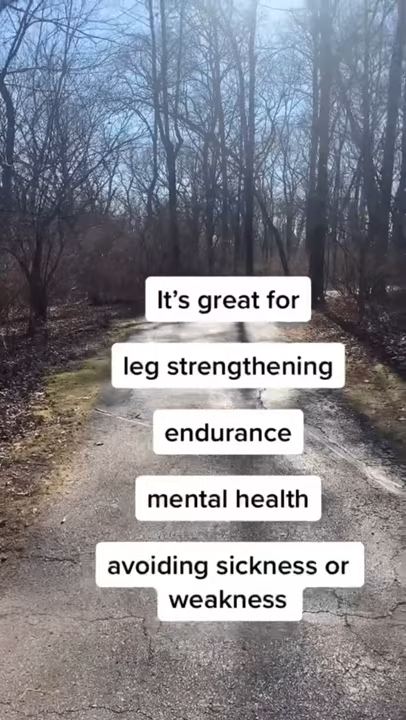 It’s great for
leg strengthening
endurance
mental health
avoiding sickness or
weakness